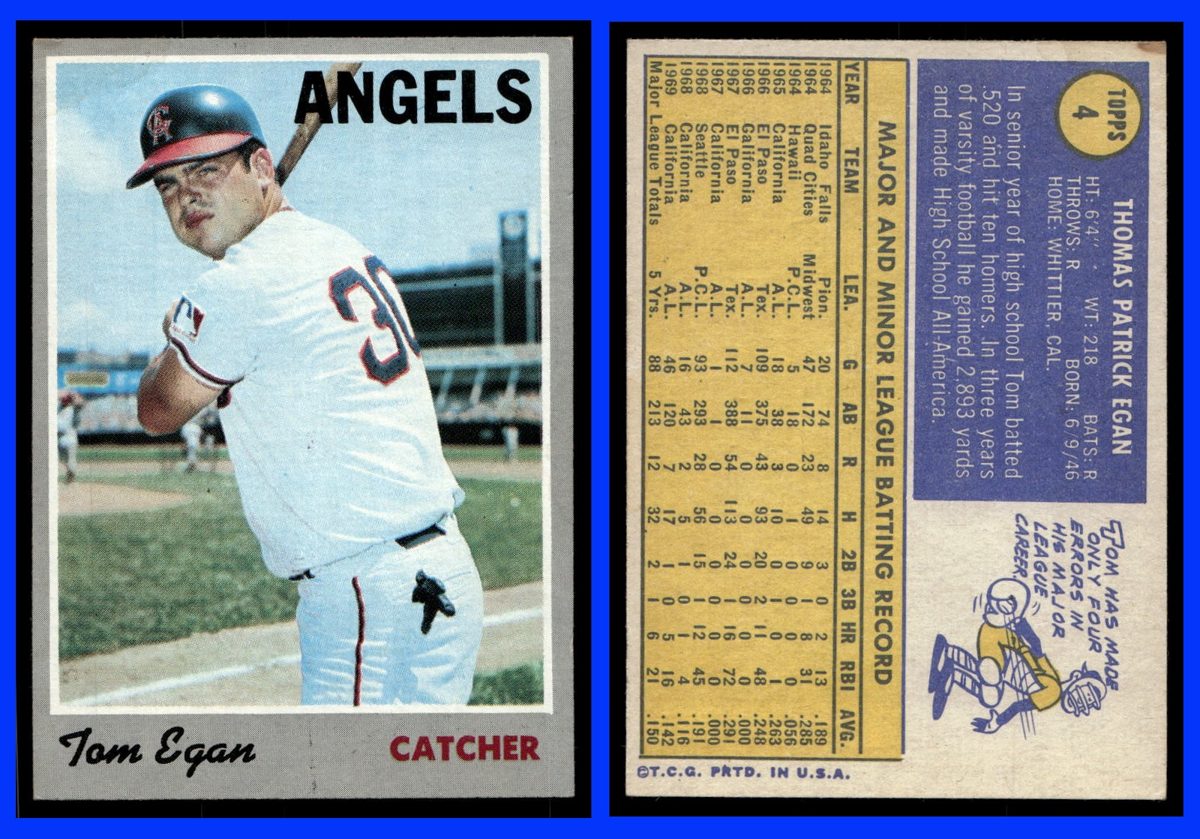 ANGELS
30
Tom Egan
CATCHER
TOPPS
4
THOMAS PATRICK EGAN
HT: 6'4" WT: 218 BATS: R
THROWS: R BORN: 6/9/46
HOME: WHITTIER, CAL.
In senior year of high school Tom batted
.520 and hit ten homers. In three years
of varsity football he gained 2,893 yards
and made High School All-America.
TOM HAS MADE
ONLY FOUR
ERRORS IN
HIS MAJOR
LEAGUE
CAREER.
MAJOR AND MINOR LEAGUE BATTING RECORD
YEAR TEAM LEA. G AB R H 2B 3B HR RBI AVG.
1964 Idaho Falls Pion. 20 74 8 14 3 0 2 13 .189
1964 Quad Cities Midwest 47 172 23 49 9 1 8 31 .285
1964 Hawaii P.C.L. 5 18 0 1 0 0 0 0 .056
1965 California A.L. 18 38 3 10 0 1 0 1 .263
1966 El Paso Tex. 109 375 43 93 20 2 11 48 .248
1966 California A.L. 7 11 0 0 0 0 0 0 .000
1967 El Paso Tex. 112 388 54 113 24 1 16 72 .291
1967 California A.L. 1 1 0 0 0 0 0 0 .000
1968 Seattle P.C.L. 93 293 28 56 15 1 5 45 .191
1968 California A.L. 16 43 2 5 1 0 1 4 .116
1969 California A.L. 46 120 7 17 1 0 5 16 .142
Major League Totals 5 Yrs. 88 213 12 32 2 1 6 21 .150
©T.C.G. PRTD. IN U.S.A.